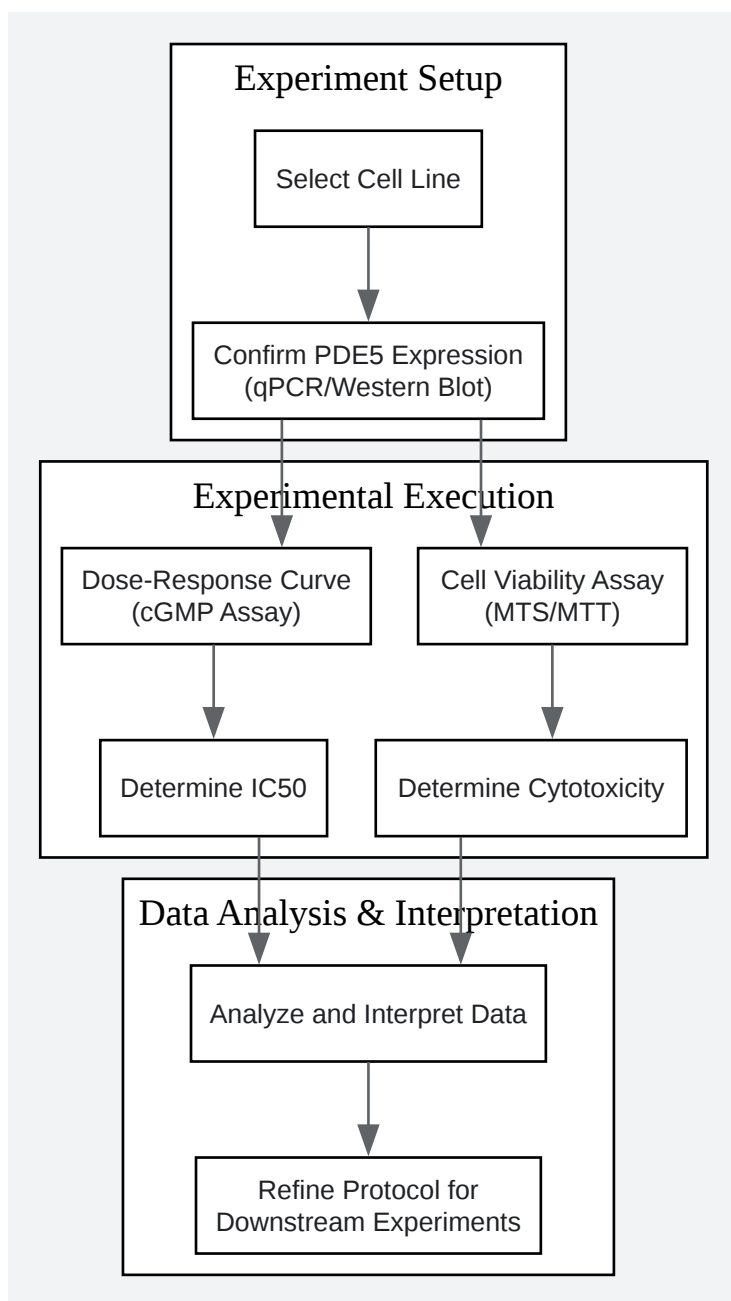 Experiment Setup
Select Cell Line
Confirm PDE5 Expression
(qPCR/Western Blot)
Experimental Execution
Dose-Response Curve
(cGMP Assay)
Cell Viability Assay
(MTS/MTT)
Determine IC50
Determine Cytotoxicity
Data Analysis & Interpretation
Analyze and Interpret Data
Refine Protocol for
Downstream Experiments